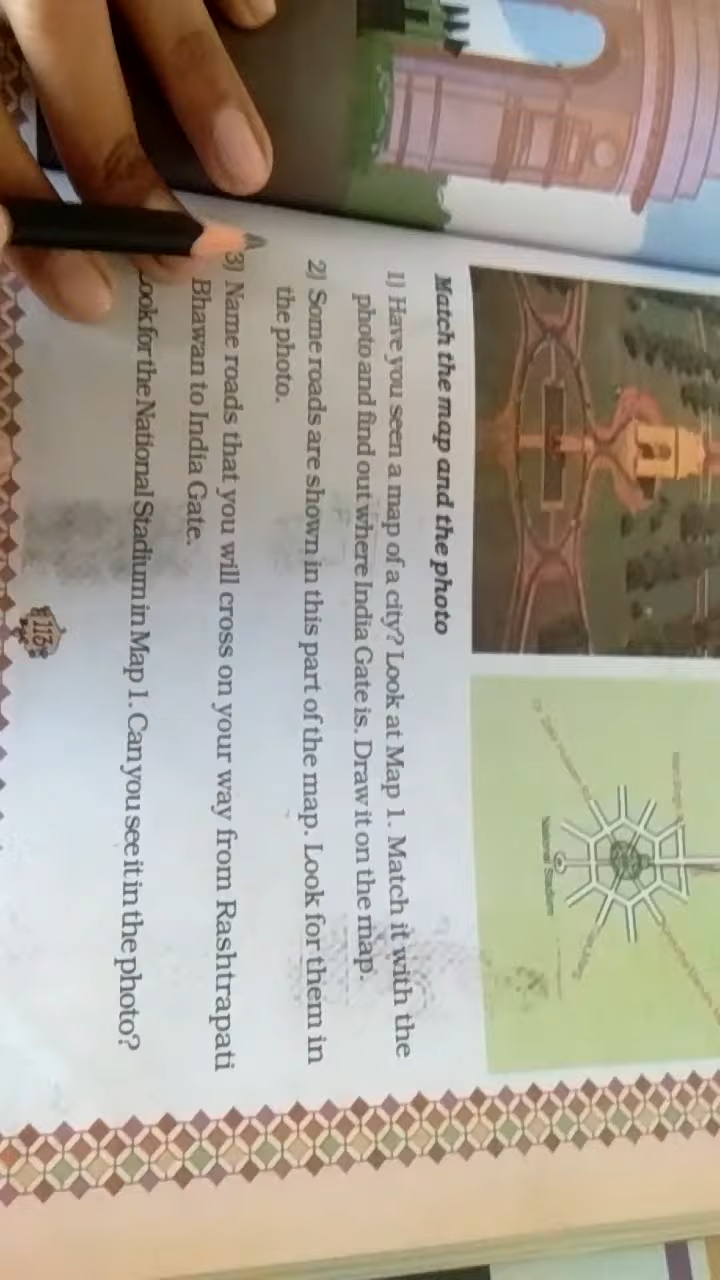 National Stadium
Match the map and the photo
1) Have you seen a map of a city? Look at Map 1. Match it with the
photo and find out where India Gate is. Draw it on the map.
2) Some roads are shown in this part of the map. Look for them in
the photo.
3) Name roads that you will cross on your way from Rashtrapati
Bhawan to India Gate.
Look for the National Stadium in Map 1. Can you see it in the photo?
113